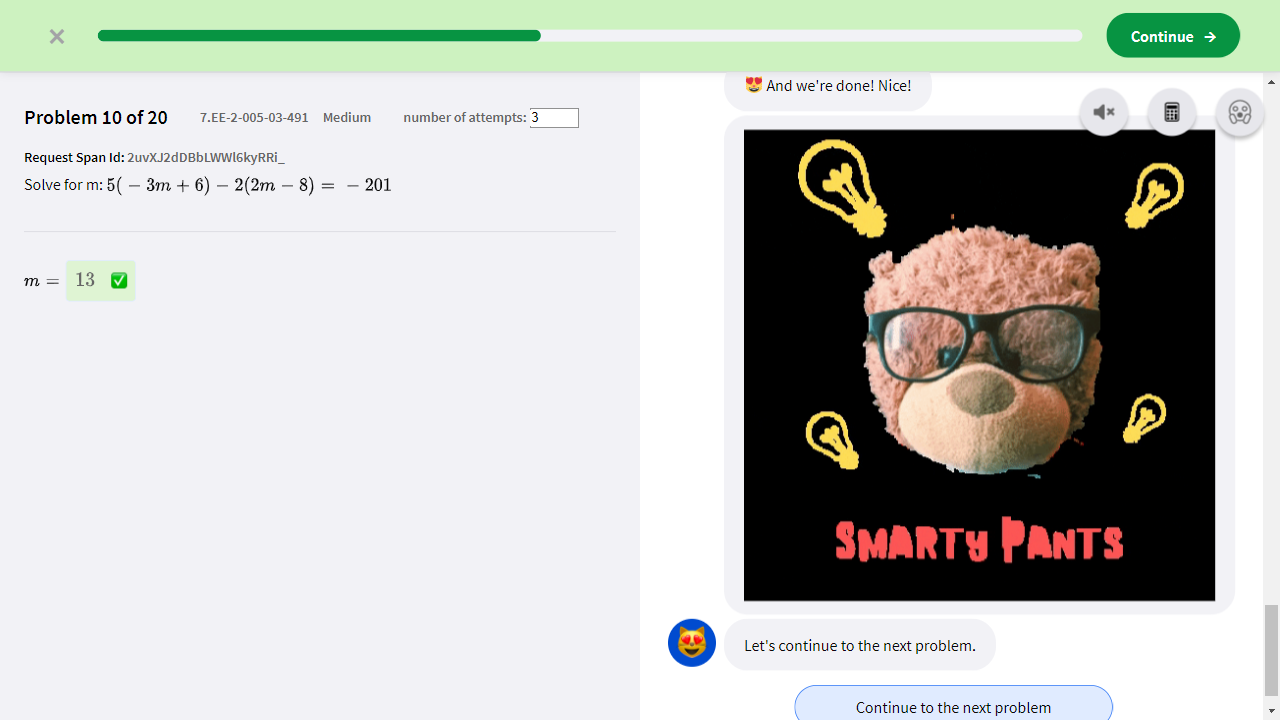 Continue →
Problem 10 of 20 7.EE-2-005-03-491 Medium number of attempts: 3
Request Span Id: 2uvXJ2dDBbLWWl6kyRRi_
Solve for m: 5( − 3m + 6) − 2(2m − 8) = − 201
m = 13
And we're done! Nice!
SMARTY PANTS
Let's continue to the next problem.
Continue to the next problem